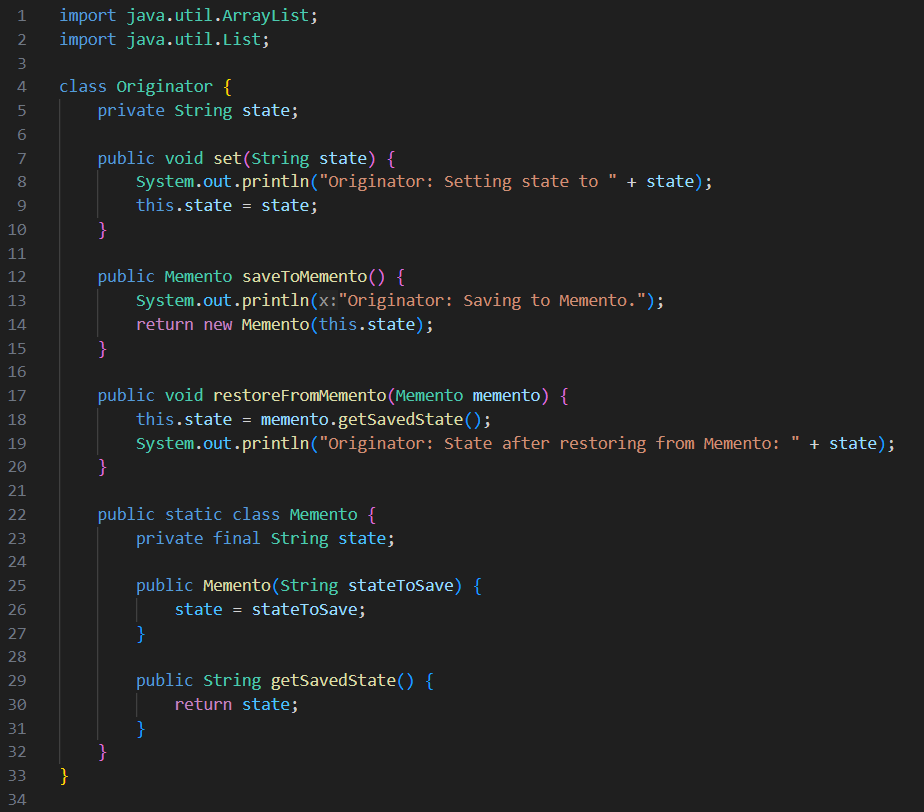 1 import java.util.ArrayList;
2 import java.util.List;
3
4 class Originator {
5     private String state;
6
7     public void set(String state) {
8         System.out.println("Originator: Setting state to " + state);
9         this.state = state;
10     }
11
12     public Memento saveToMemento() {
13         System.out.println(x:"Originator: Saving to Memento.");
14         return new Memento(this.state);
15     }
16
17     public void restoreFromMemento(Memento memento) {
18         this.state = memento.getSavedState();
19         System.out.println("Originator: State after restoring from Memento: " + state);
20     }
21
22     public static class Memento {
23         private final String state;
24
25         public Memento(String stateToSave) {
26             state = stateToSave;
27         }
28
29         public String getSavedState() {
30             return state;
31         }
32     }
33 }
34